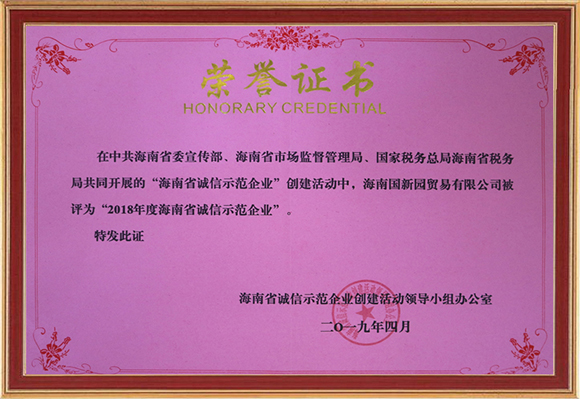 荣誉证书
HONORARY CREDENTIAL
在中共海南省委宣传部、海南省市场监督管理局、国家税务总局海南省税务
局共同开展的“海南省诚信示范企业”创建活动中，海南国新园贸易有限公司被
评为“2018年度海南省诚信示范企业”。
特发此证
海南省诚信示范企业创建活动领导小组办公室
二〇一九年四月